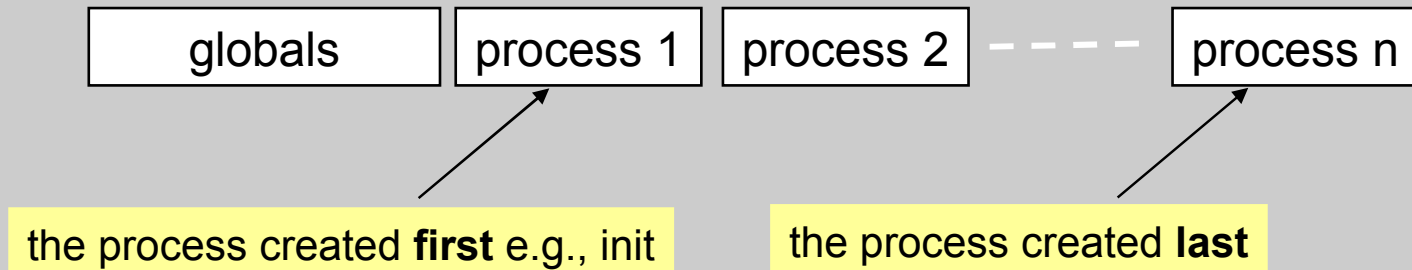 globals process 1 process 2 process n
the process created first e.g., init the process created last